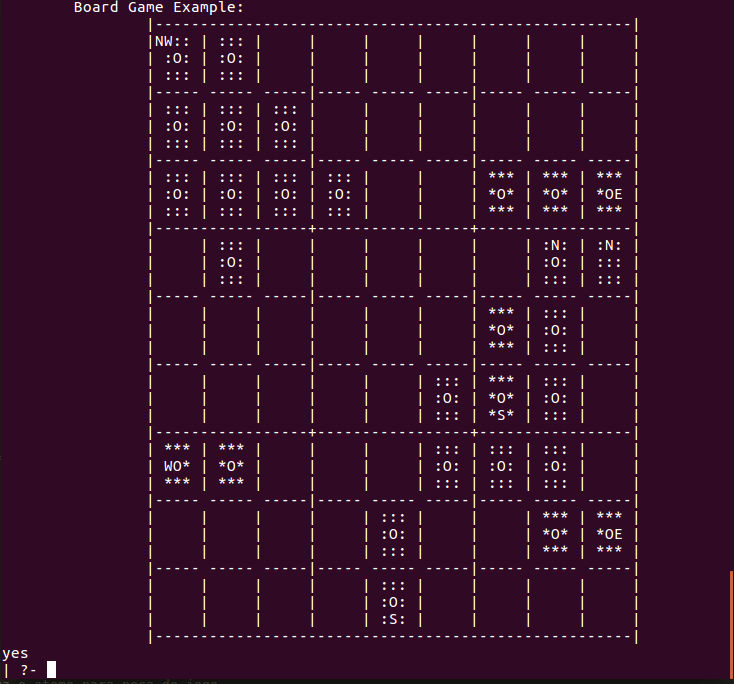 Board Game Example:
                |-----------------------------------------------------|
                |NW:: | ::: |     |     |     |     |     |     |     |
                | :O: | :O: |     |     |     |     |     |     |     |
                | ::: | ::: |     |     |     |     |     |     |     |
                |----- ----- -----|----- ----- -----|----- ----- -----|
                | ::: | ::: | ::: |     |     |     |     |     |     |
                | :O: | :O: | :O: |     |     |     |     |     |     |
                | ::: | ::: | ::: |     |     |     |     |     |     |
                |----- ----- -----|----- ----- -----|----- ----- -----|
                | ::: | ::: | ::: | ::: |     |     | *** | *** | *** |
                | :O: | :O: | :O: | :O: |     |     | *O* | *O* | *OE |
                | ::: | ::: | ::: | ::: |     |     | *** | *** | *** |
                |-----------------+-----------------+-----------------|
                |     | ::: |     |     |     |     |     | :N: | :N: |
                |     | :O: |     |     |     |     |     | :O: | ::: |
                |     | ::: |     |     |     |     |     | ::: | ::: |
                |----- ----- -----|----- ----- -----|----- ----- -----|
                |     |     |     |     |     |     | *** | ::: |     |
                |     |     |     |     |     |     | *O* | :O: |     |
                |     |     |     |     |     |     | *** | ::: |     |
                |----- ----- -----|----- ----- -----|----- ----- -----|
                |     |     |     |     |     | ::: | *** | ::: |     |
                |     |     |     |     |     | :O: | *O* | :O: |     |
                |     |     |     |     |     | ::: | *S* | ::: |     |
                |-----------------+-----------------+-----------------|
                | *** | *** |     |     |     | ::: | ::: | ::: |     |
                | WO* | *O* |     |     |     | :O: | :O: | :O: |     |
                | *** | *** |     |     |     | ::: | ::: | ::: |     |
                |----- ----- -----|----- ----- -----|----- ----- -----|
                |     |     |     |     | ::: |     |     | *** | *** |
                |     |     |     |     | :O: |     |     | *O* | *OE |
                |     |     |     |     | ::: |     |     | *** | *** |
                |----- ----- -----|----- ----- -----|----- ----- -----|
                |     |     |     |     | ::: |     |     |     |     |
                |     |     |     |     | :O: |     |     |     |     |
                |     |     |     |     | :S: |     |     |     |     |
                |-----------------------------------------------------|
yes
| ?-